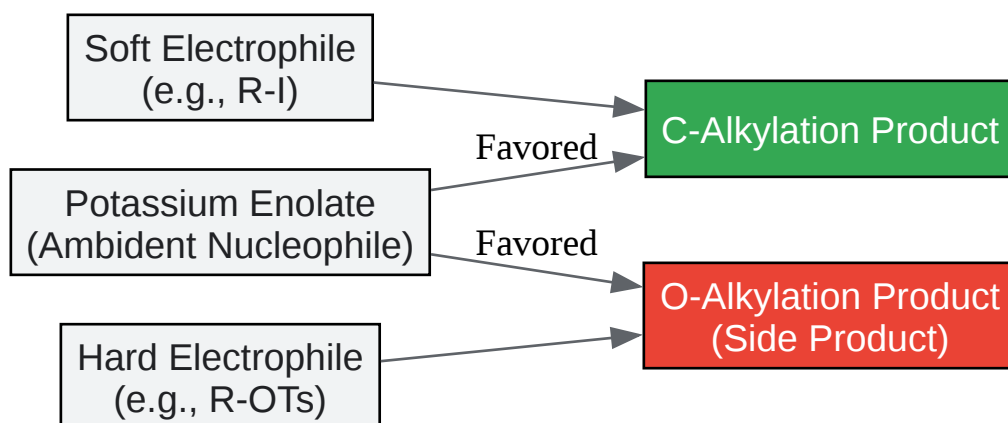 Soft Electrophile
(e.g., R-I)
C-Alkylation Product
Favored
Potassium Enolate
(Ambident Nucleophile)
Favored
O-Alkylation Product
(Side Product)
Hard Electrophile
(e.g., R-OTs)